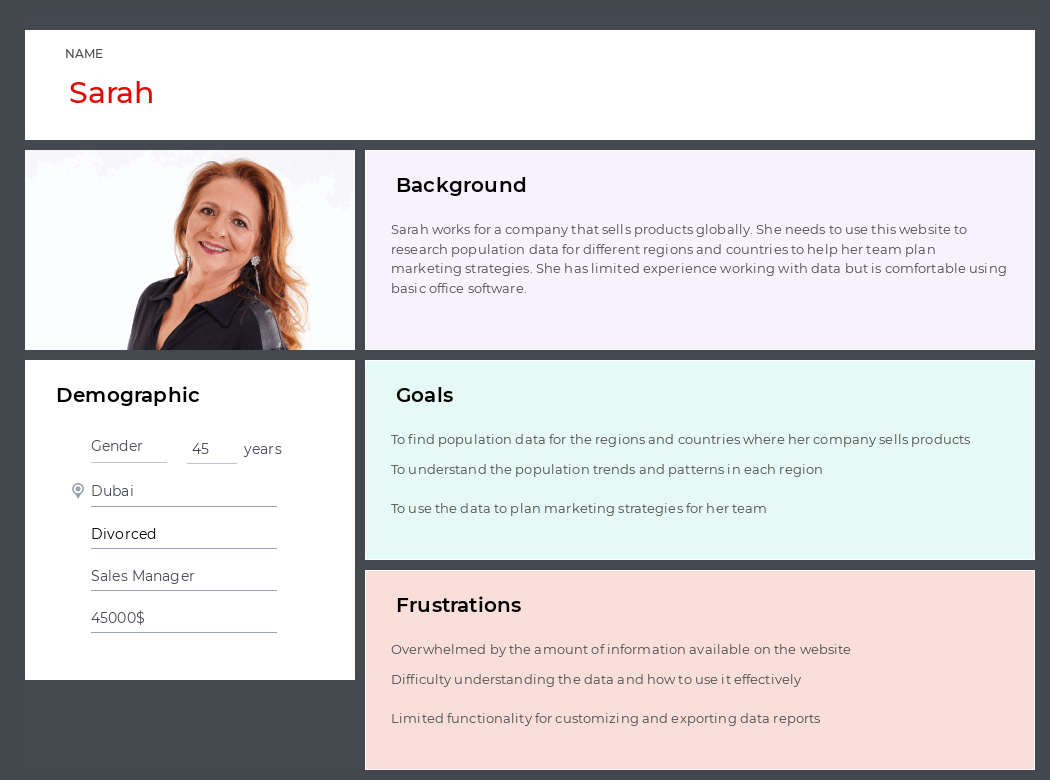 NAME
Sarah
Background
Sarah works for a company that sells products globally. She needs to use this website to
research population data for different regions and countries to help her team plan
marketing strategies. She has limited experience working with data but is comfortable using
basic office software.
Demographic
Gender 45 years
Dubai
Divorced
Sales Manager
45000$
Goals
To find population data for the regions and countries where her company sells products
To understand the population trends and patterns in each region
To use the data to plan marketing strategies for her team
Frustrations
Overwhelmed by the amount of information available on the website
Difficulty understanding the data and how to use it effectively
Limited functionality for customizing and exporting data reports